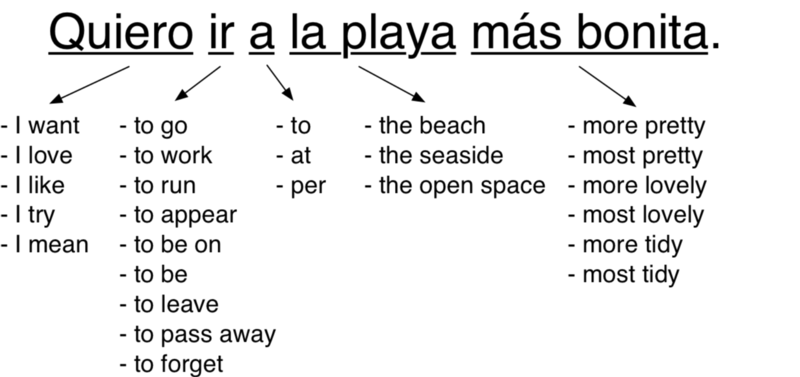 Quiero ir a la playa más bonita.
- I want
- I love
- I like
- I try
- I mean
- to go
- to work
- to run
- to appear
- to be on
- to be
- to leave
- to pass away
- to forget
- to
- at
- per
- the beach
- the seaside
- the open space
- more pretty
- most pretty
- more lovely
- most lovely
- more tidy
- most tidy